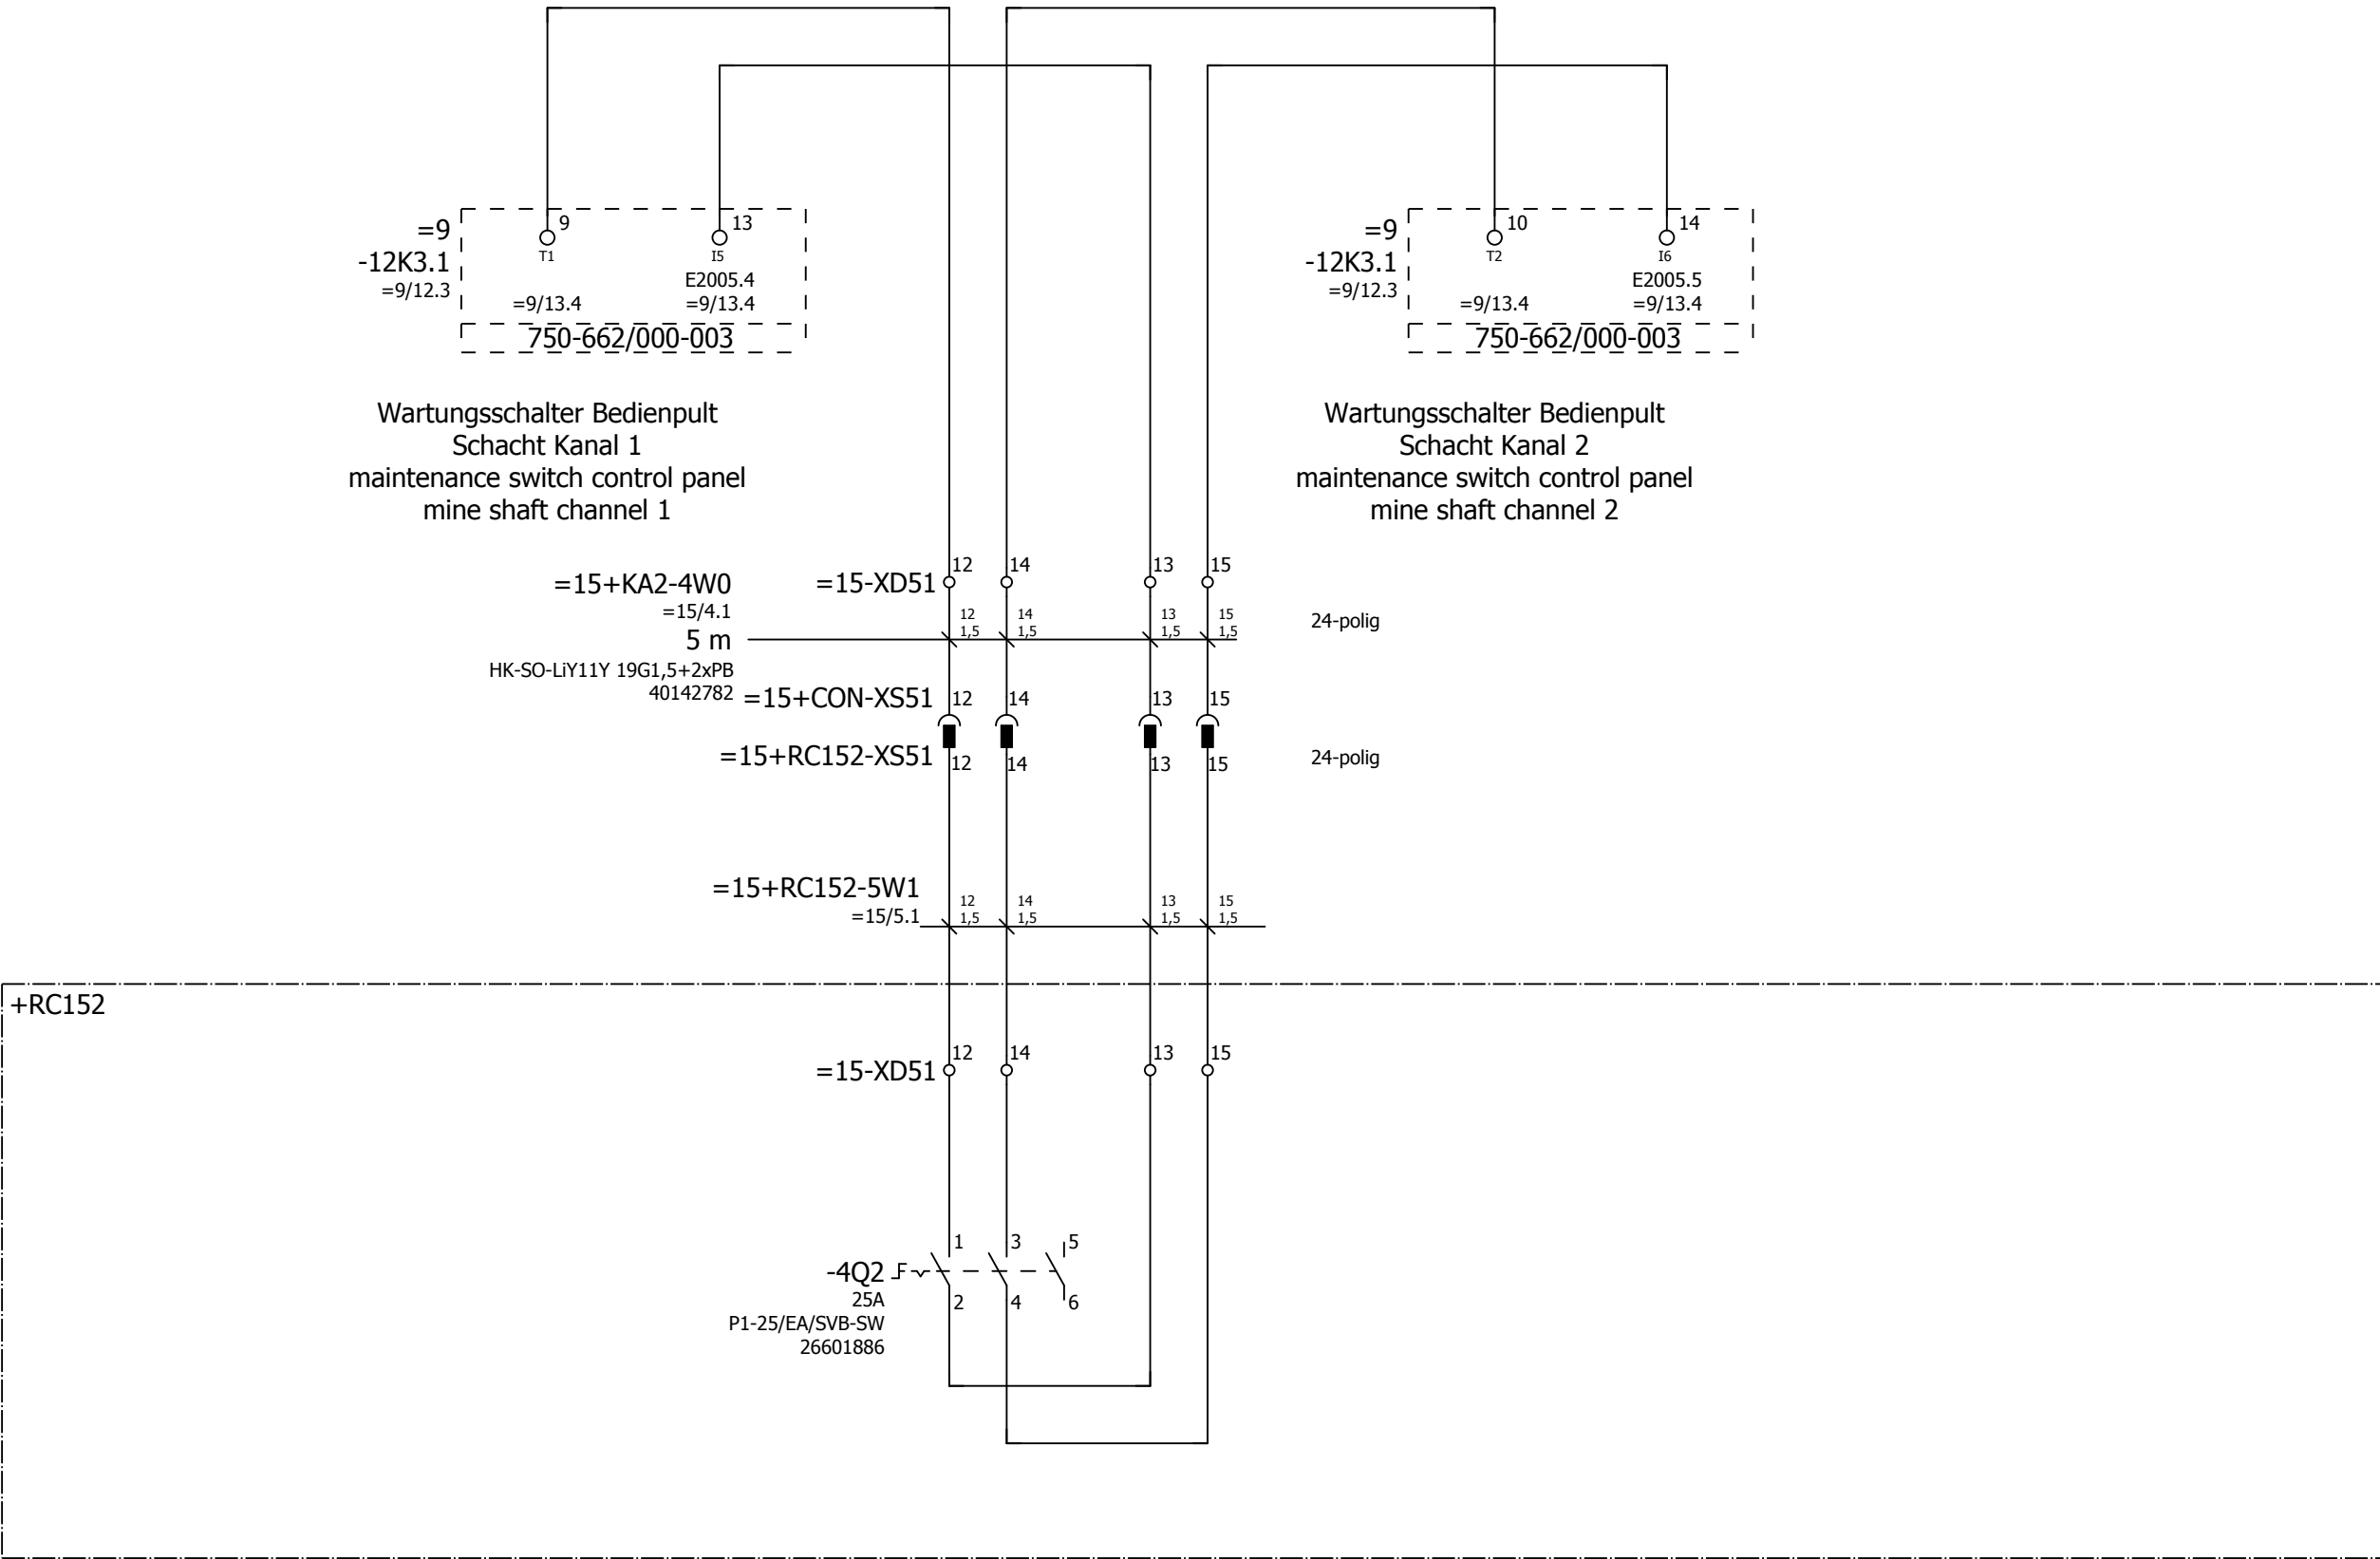 =9
-12K3.1
=9/12.3
9
T1
13
I5
E2005.4
=9/13.4
=9/13.4
750-662/000-003
=9
-12K3.1
=9/12.3
10
T2
14
I6
E2005.5
=9/13.4
=9/13.4
750-662/000-003
Wartungsschalter Bedienpult
Schacht Kanal 1
maintenance switch control panel
mine shaft channel 1
Wartungsschalter Bedienpult
Schacht Kanal 2
maintenance switch control panel
mine shaft channel 2
=15+KA2-4W0
=15/4.1
5 m
HK-SO-LiY11Y 19G1,5+2xPB
40142782
=15-XD51
12
14
13
15
12
1,5
14
1,5
13
1,5
15
1,5
24-polig
=15+CON-XS51
12
14
13
15
=15+RC152-XS51
12
14
13
15
24-polig
=15+RC152-5W1
=15/5.1
12
1,5
14
1,5
13
1,5
15
1,5
+RC152
=15-XD51
12
14
13
15
-4Q2
25A
P1-25/EA/SVB-SW
26601886
1
3
5
2
4
6